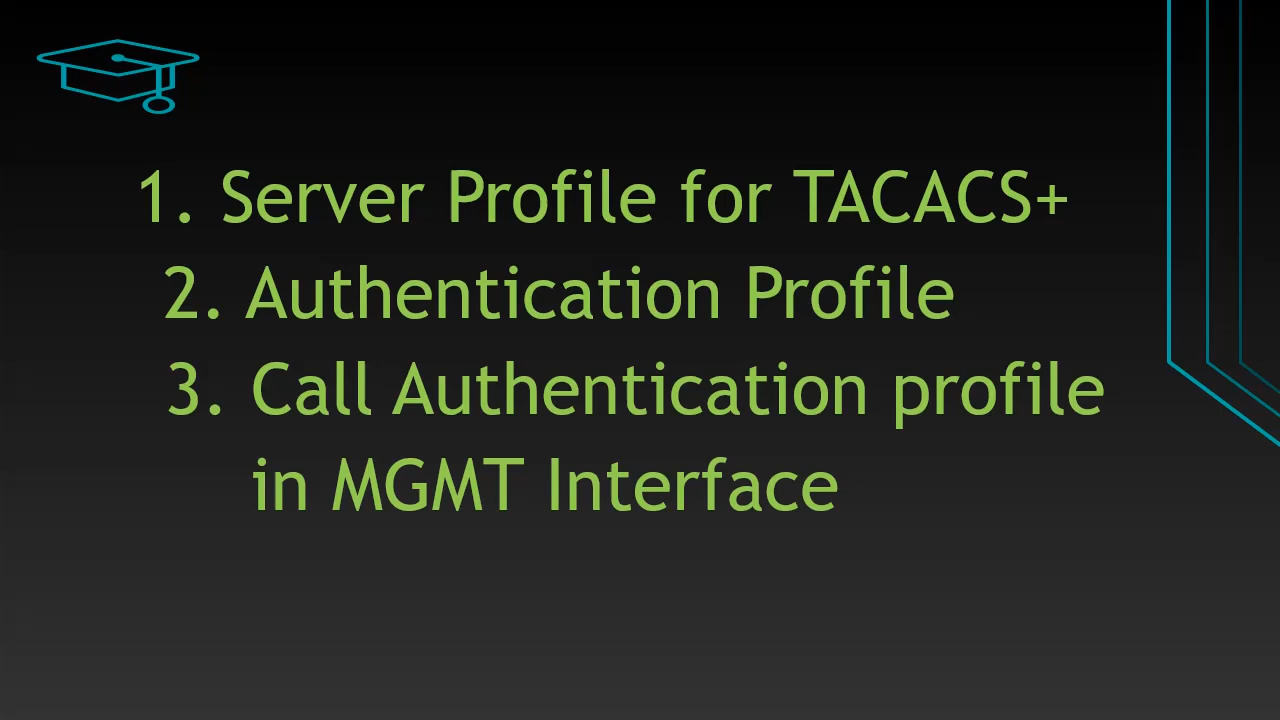 1. Server Profile for TACACS+
2. Authentication Profile
3. Call Authentication profile
in MGMT Interface